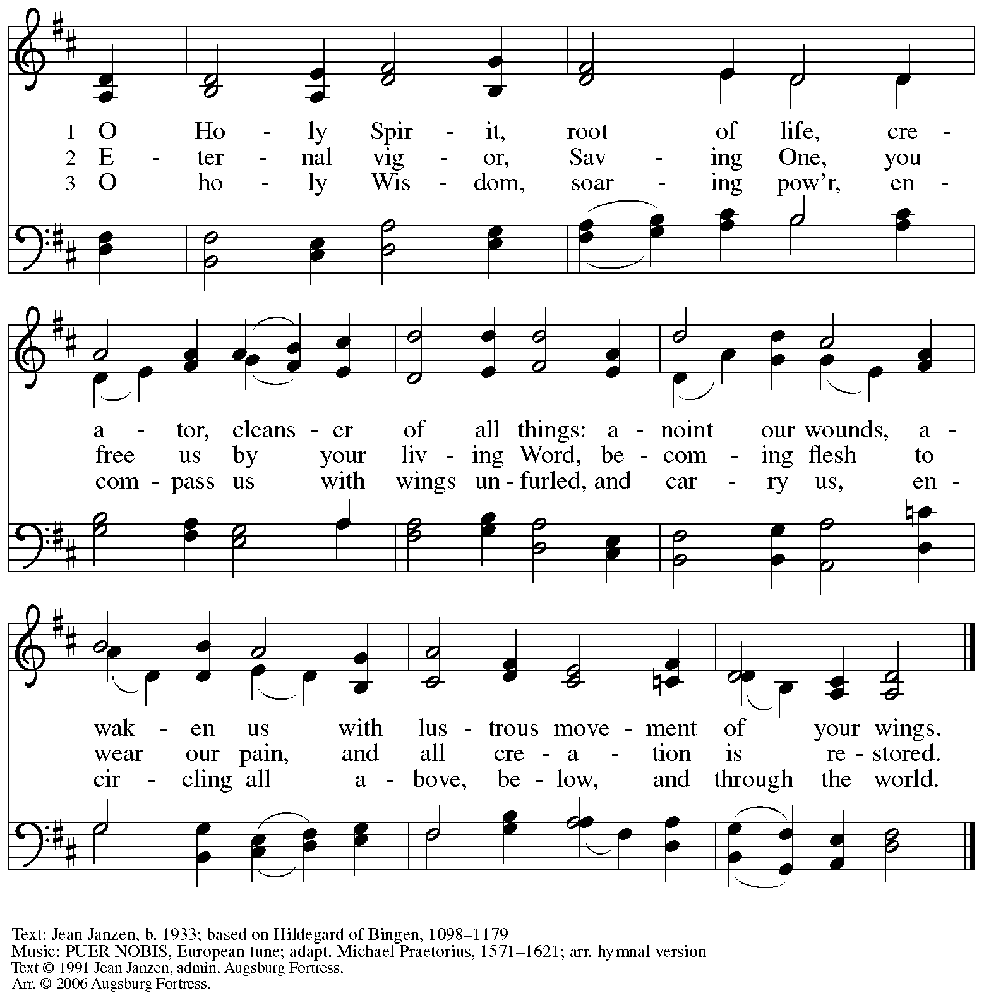 1 O Ho - ly Spir - it, root of life, cre -
2 E - ter - nal vig - or, Sav - ing One, you
3 O ho - ly Wis - dom, soar - ing pow'r, en -
a - tor, cleans - er of all things: a - noint our wounds, a -
free us by your liv - ing Word, be - com - ing flesh to
com - pass us with wings un - furled, and car - ry us, en -
wak - en us with lus - trous move - ment of your wings.
wear our pain, and all cre - a - tion is re - stored.
cir - cling all a - bove, be - low, and through the world.
Text: Jean Janzen, b. 1933; based on Hildegard of Bingen, 1098–1179
Music: PUER NOBIS, European tune; adapt. Michael Praetorius, 1571–1621; arr. hymnal version
Text © 1991 Jean Janzen, admin. Augsburg Fortress.
Arr. © 2006 Augsburg Fortress.